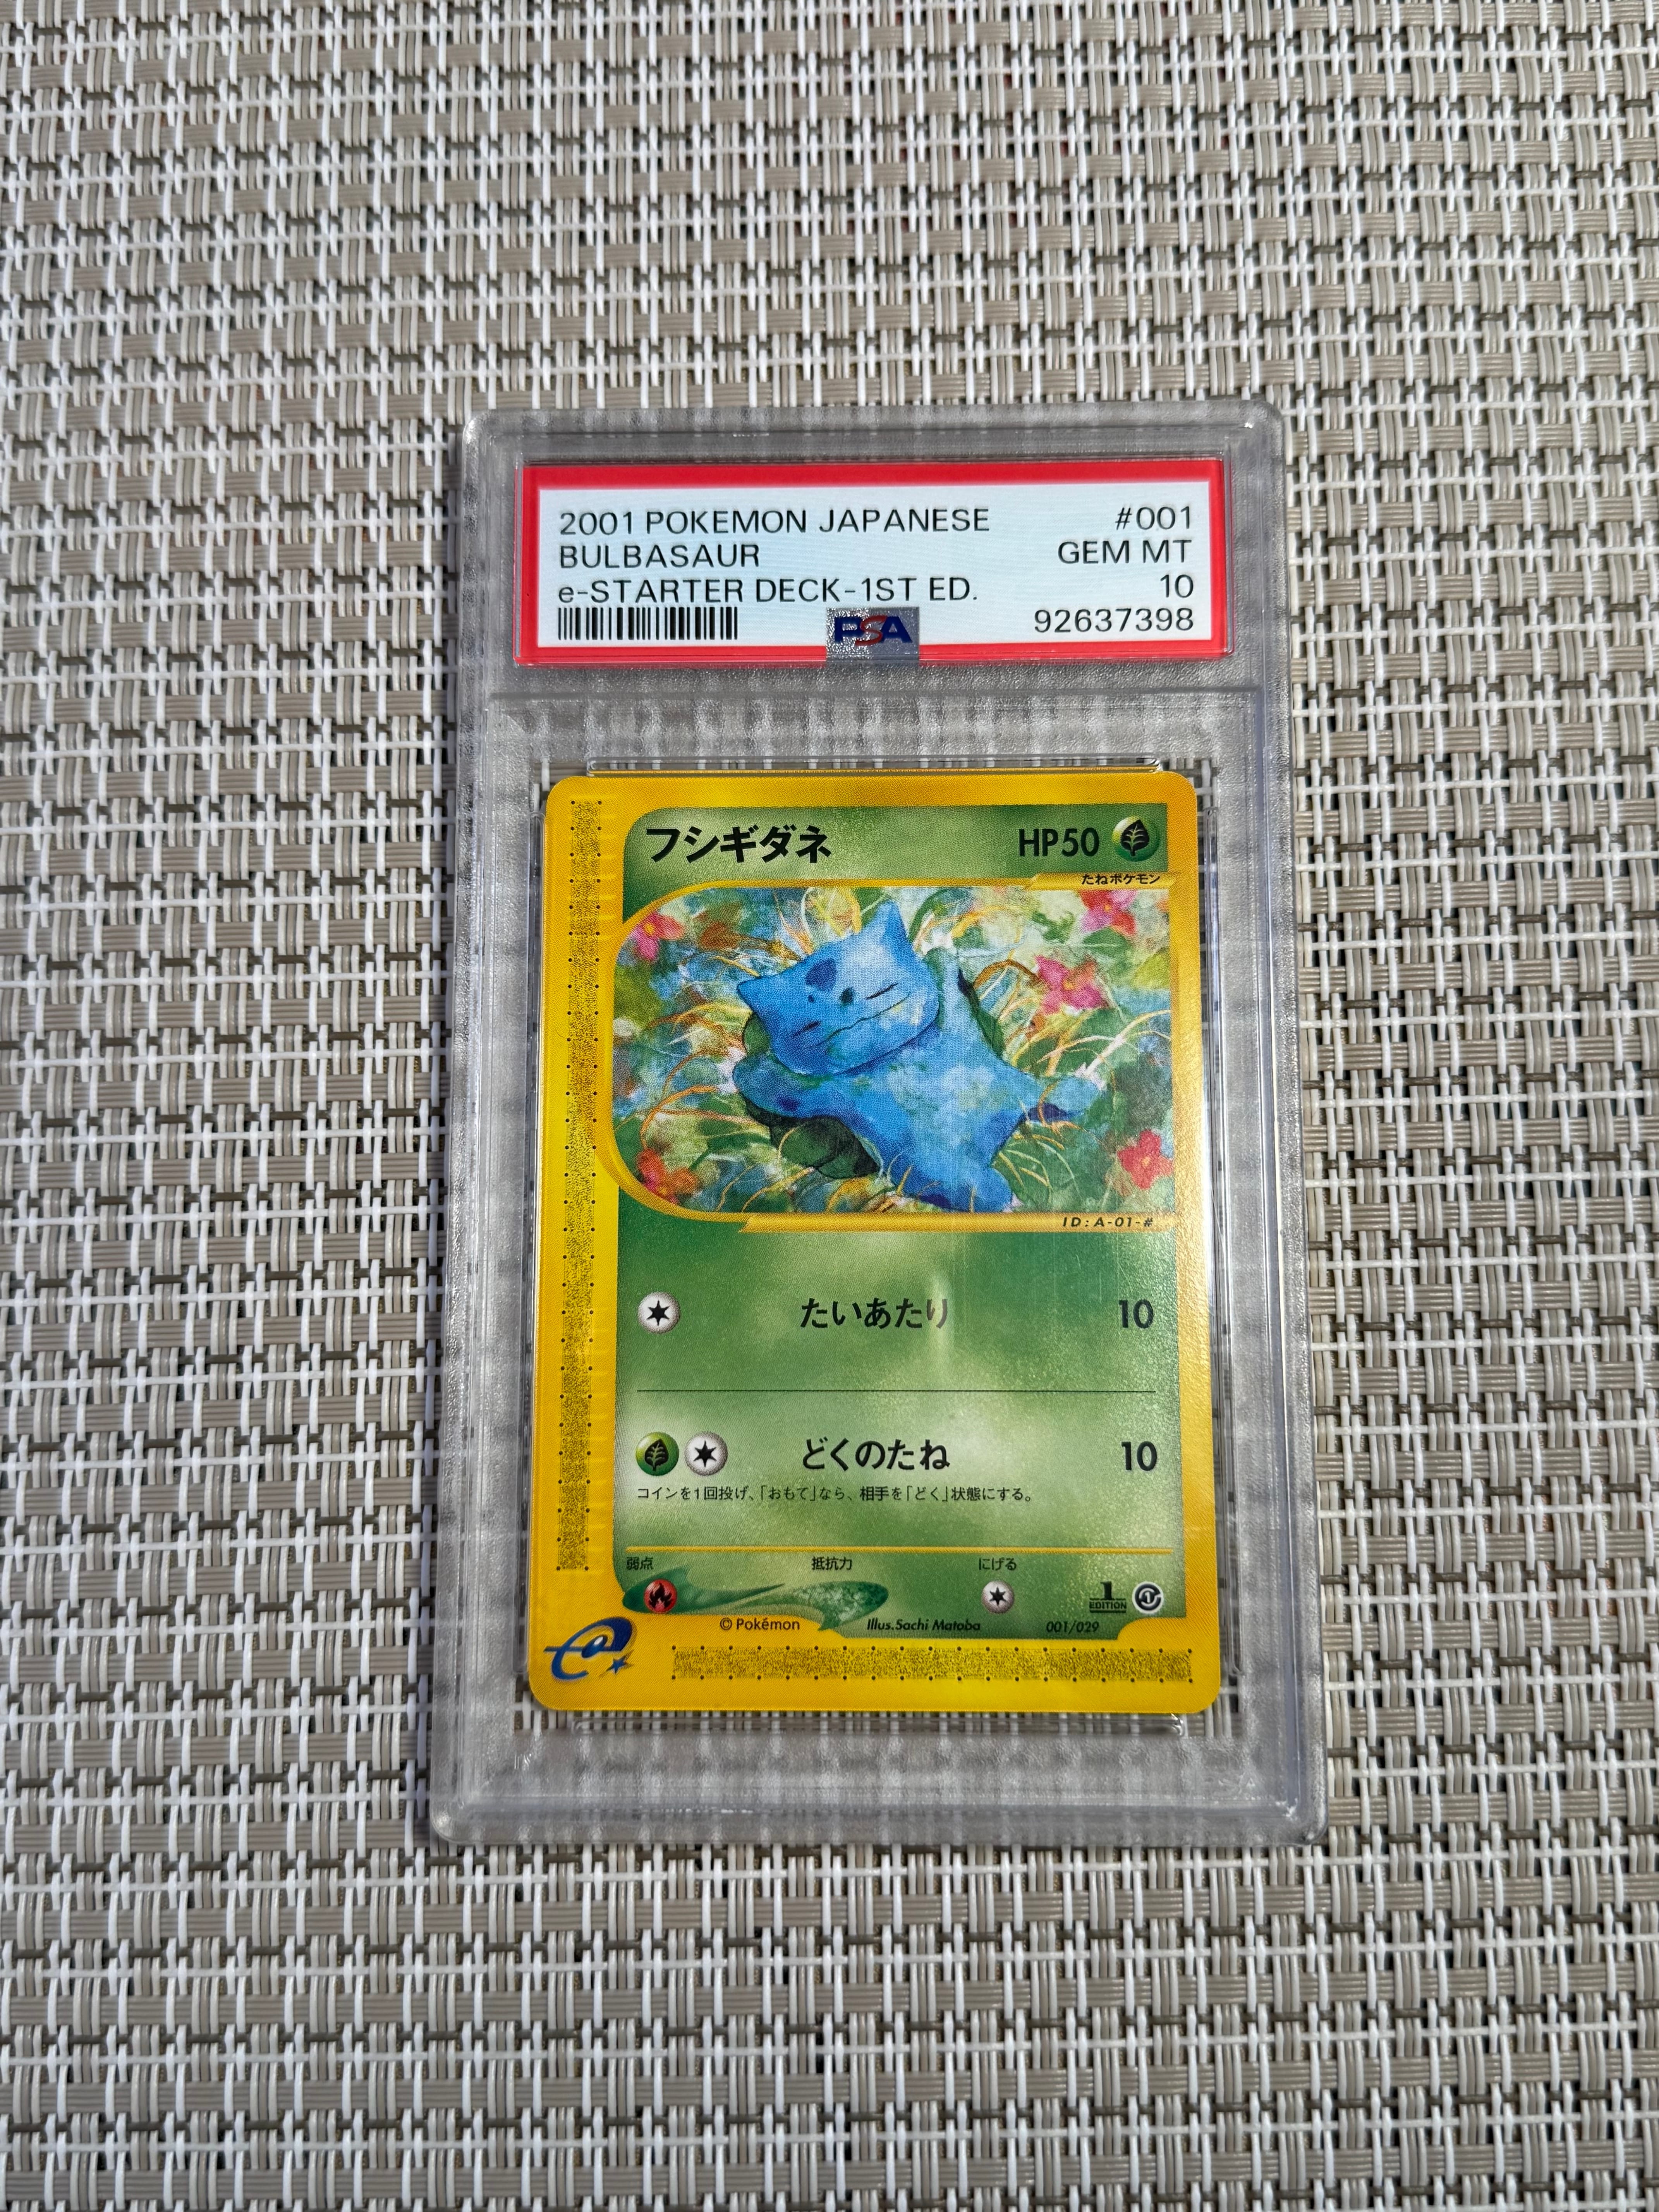 2001 POKEMON JAPANESE #001
BULBASAUR GEM MT
e-STARTER DECK-1ST ED. 10
PSA 92637398
フシギダネ HP50
たねポケモン
ID:A-01-#
たいあたり 10
どくのたね 10
コインを1回投げ、「おもて」なら、相手を「どく」状態にする。
弱点 抵抗力 にげる
1 EDITION
©Pokémon Illus.Sachi Matoba 001/029
e